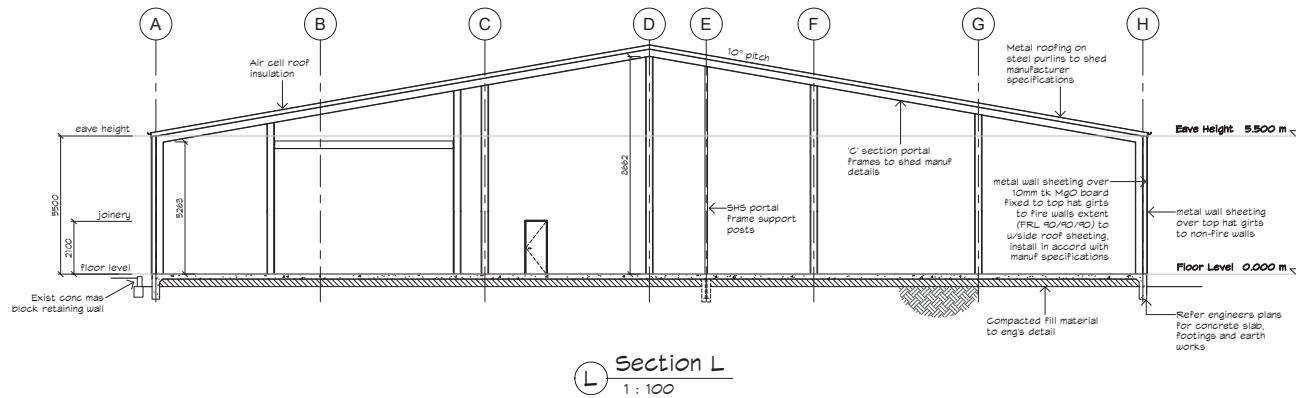 A
B
C
D
E
F
G
H
Air cell roof
insulation
10° pitch
Metal roofing on
steel purlins to shed
manufacturer
specifications
eave height
Eave Height 5.500 m
5500
5263
8662
'C' section portal
frames to shed manuf
details
metal wall sheeting over
10mm tk MgO board
fixed to top hat girts
to fire walls extent
(FRL 90/90/90) to
u/side roof sheeting,
install in accord with
manuf specifications
metal wall sheeting
over top hat girts
to non-fire walls
joinery
2100
SHS portal
frame support
posts
floor level
Floor Level 0.000 m
Exist conc mas
block retaining wall
Compacted fill material
to eng's detail
Refer engineers plans
for concrete slab,
footings and earth
works
L
Section L
1 : 100